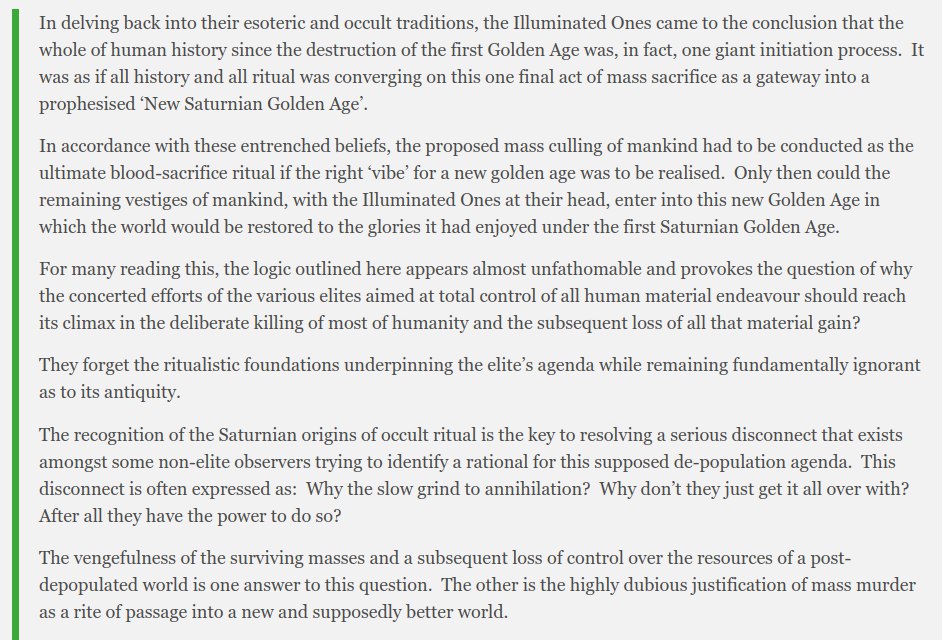 In delving back into their esoteric and occult traditions, the Illuminated Ones came to the conclusion that the
whole of human history since the destruction of the first Golden Age was, in fact, one giant initiation process.  It
was as if all history and all ritual was converging on this one final act of mass sacrifice as a gateway into a
prophesised ‘New Saturnian Golden Age’.
In accordance with these entrenched beliefs, the proposed mass culling of mankind had to be conducted as the
ultimate blood-sacrifice ritual if the right ‘vibe’ for a new golden age was to be realised.  Only then could the
remaining vestiges of mankind, with the Illuminated Ones at their head, enter into this new Golden Age in
which the world would be restored to the glories it had enjoyed under the first Saturnian Golden Age.
For many reading this, the logic outlined here appears almost unfathomable and provokes the question of why
the concerted efforts of the various elites aimed at total control of all human material endeavour should reach
its climax in the deliberate killing of most of humanity and the subsequent loss of all that material gain?
They forget the ritualistic foundations underpinning the elite’s agenda while remaining fundamentally ignorant
as to its antiquity.
The recognition of the Saturnian origins of occult ritual is the key to resolving a serious disconnect that exists
amongst some non-elite observers trying to identify a rational for this supposed de-population agenda.  This
disconnect is often expressed as:  Why the slow grind to annihilation?  Why don’t they just get it all over with?
After all they have the power to do so?
The vengefulness of the surviving masses and a subsequent loss of control over the resources of a post-
depopulated world is one answer to this question.  The other is the highly dubious justification of mass murder
as a rite of passage into a new and supposedly better world.